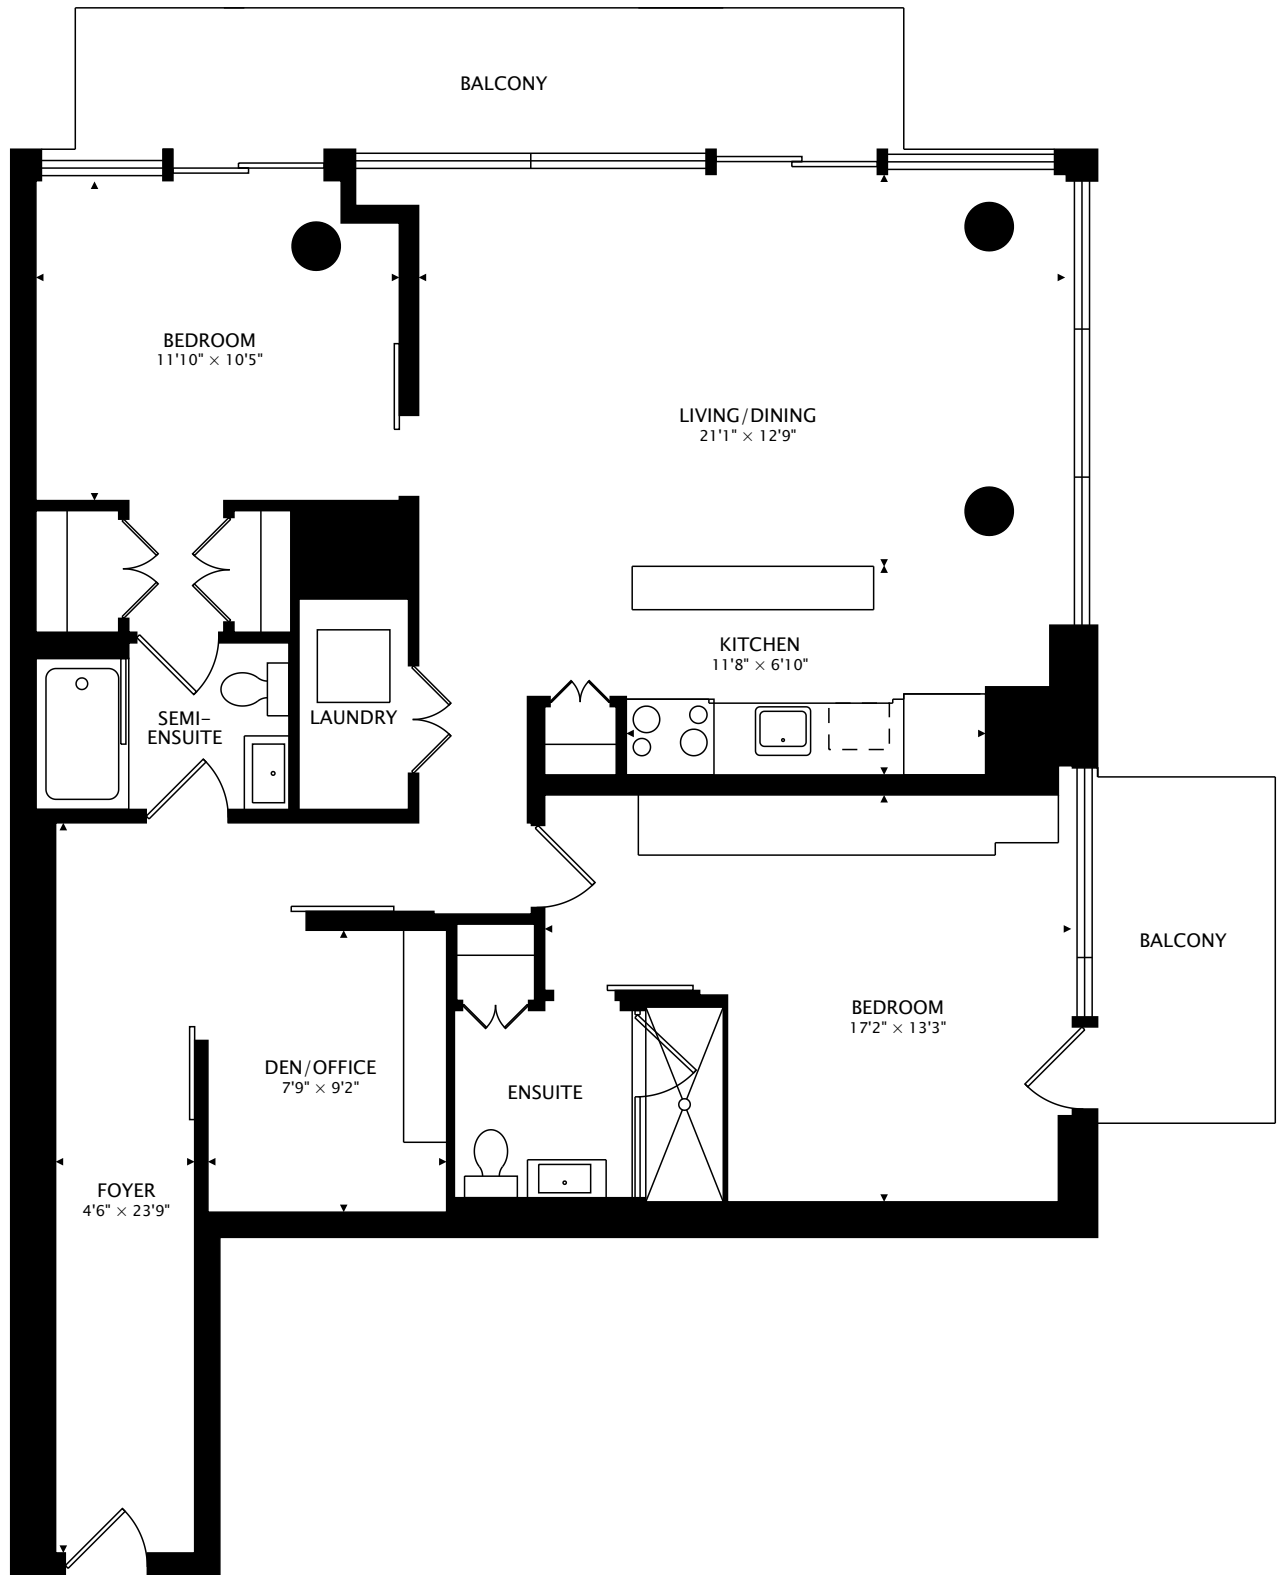 BALCONY
BEDROOM
11'10" × 10'5"
LIVING/DINING
21'1" × 12'9"
KITCHEN
11'8" × 6'10"
SEMI-
ENSUITE
LAUNDRY
BALCONY
BEDROOM
17'2" × 13'3"
DEN/OFFICE
7'9" × 9'2"
ENSUITE
FOYER
4'6" × 23'9"